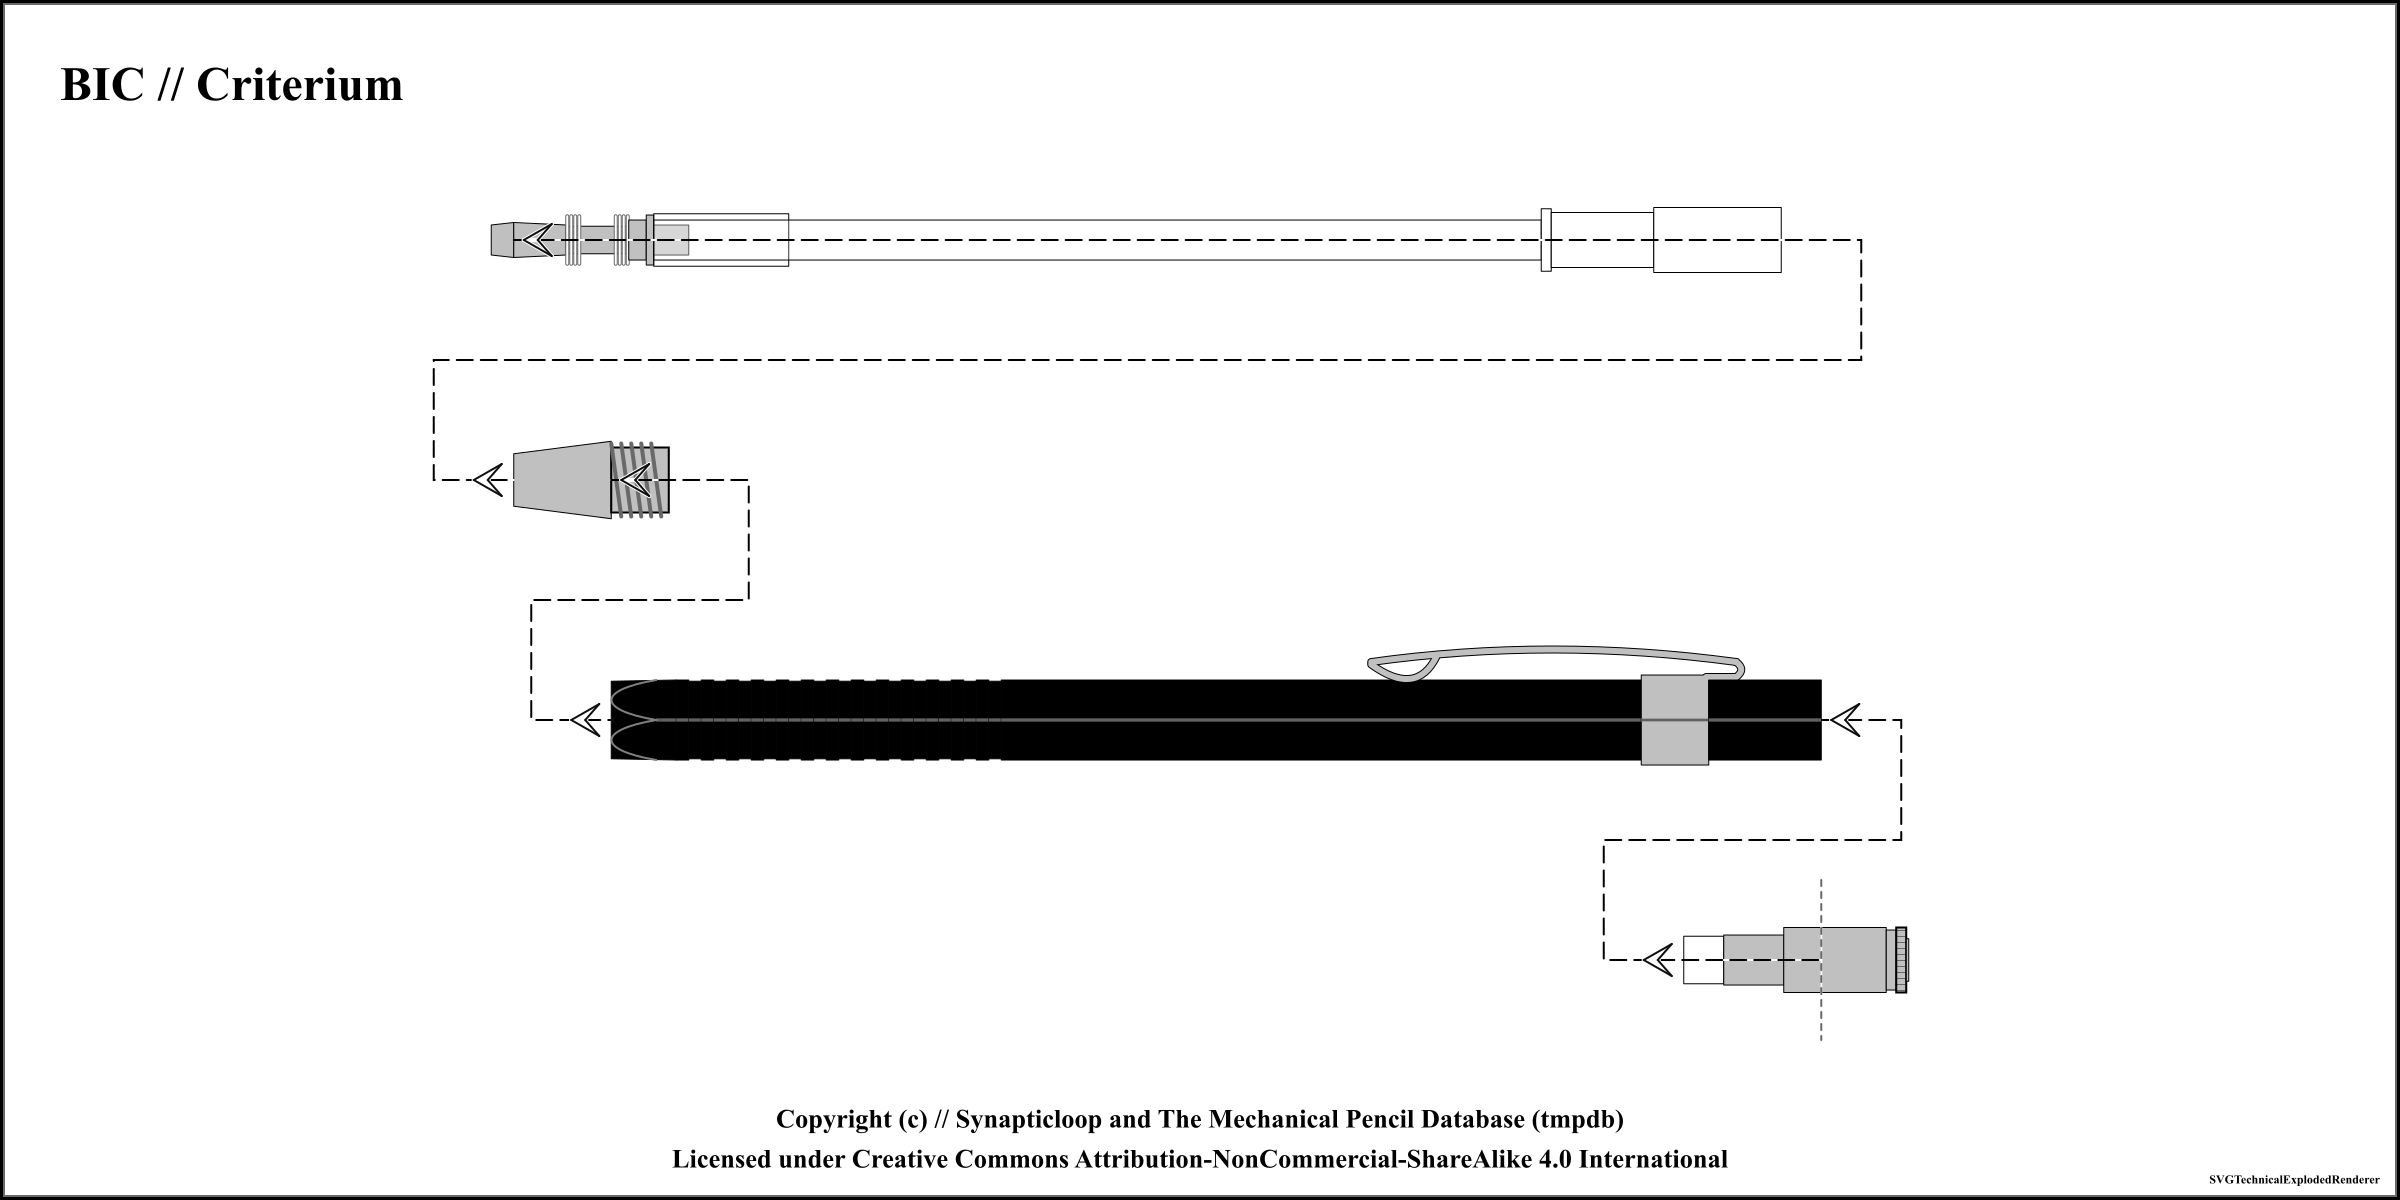 BIC // Criterium
Copyright (c) // Synapticloop and The Mechanical Pencil Database (tmpdb)
Licensed under Creative Commons Attribution-NonCommercial-ShareAlike 4.0 International
SVGTechnicalExplodedRenderer